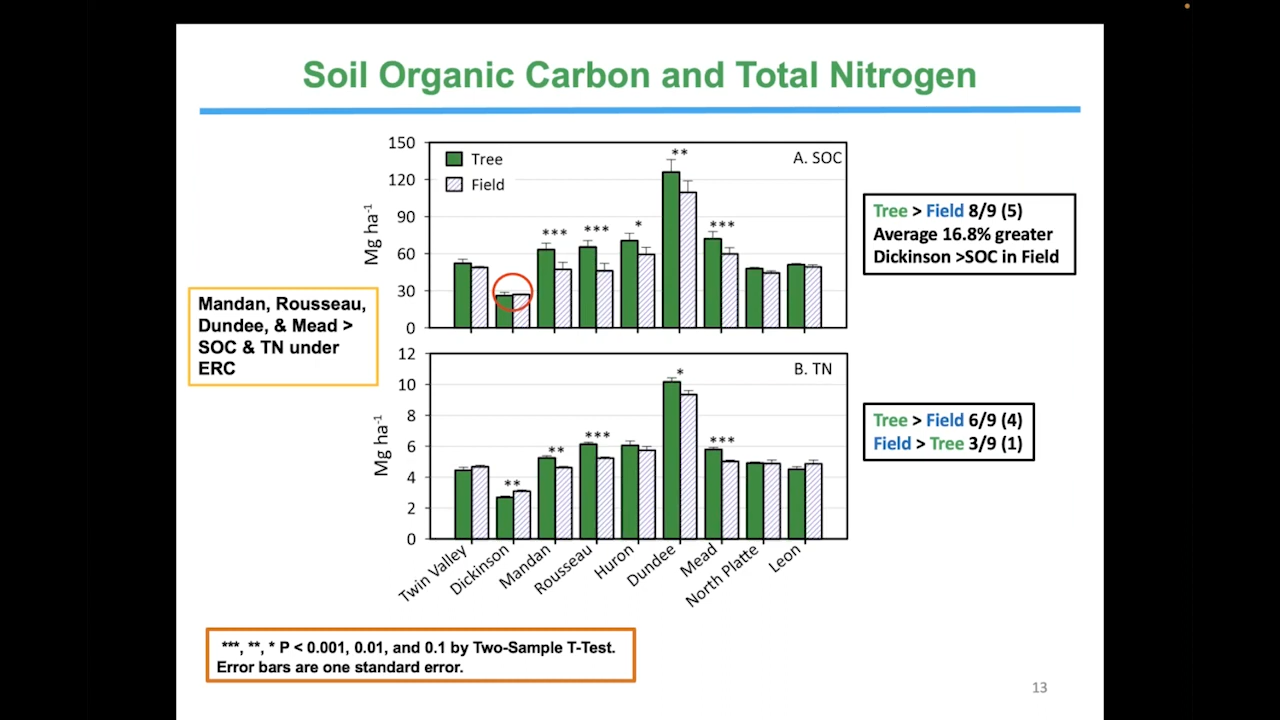 Soil Organic Carbon and Total Nitrogen
Mandan, Rousseau,
Dundee, & Mead >
SOC & TN under
ERC
150
120
90
60
30
0
Mg ha-1
Tree
Field
A. SOC
***
***
*
**
***
12
10
8
6
4
2
0
Mg ha-1
B. TN
**
**
***
*
***
Twin Valley
Dickinson
Mandan
Rousseau
Huron
Dundee
Mead
North Platte
Leon
Tree > Field 8/9 (5)
Average 16.8% greater
Dickinson >SOC in Field
Tree > Field 6/9 (4)
Field > Tree 3/9 (1)
***, **, * P < 0.001, 0.01, and 0.1 by Two-Sample T-Test.
Error bars are one standard error.
13